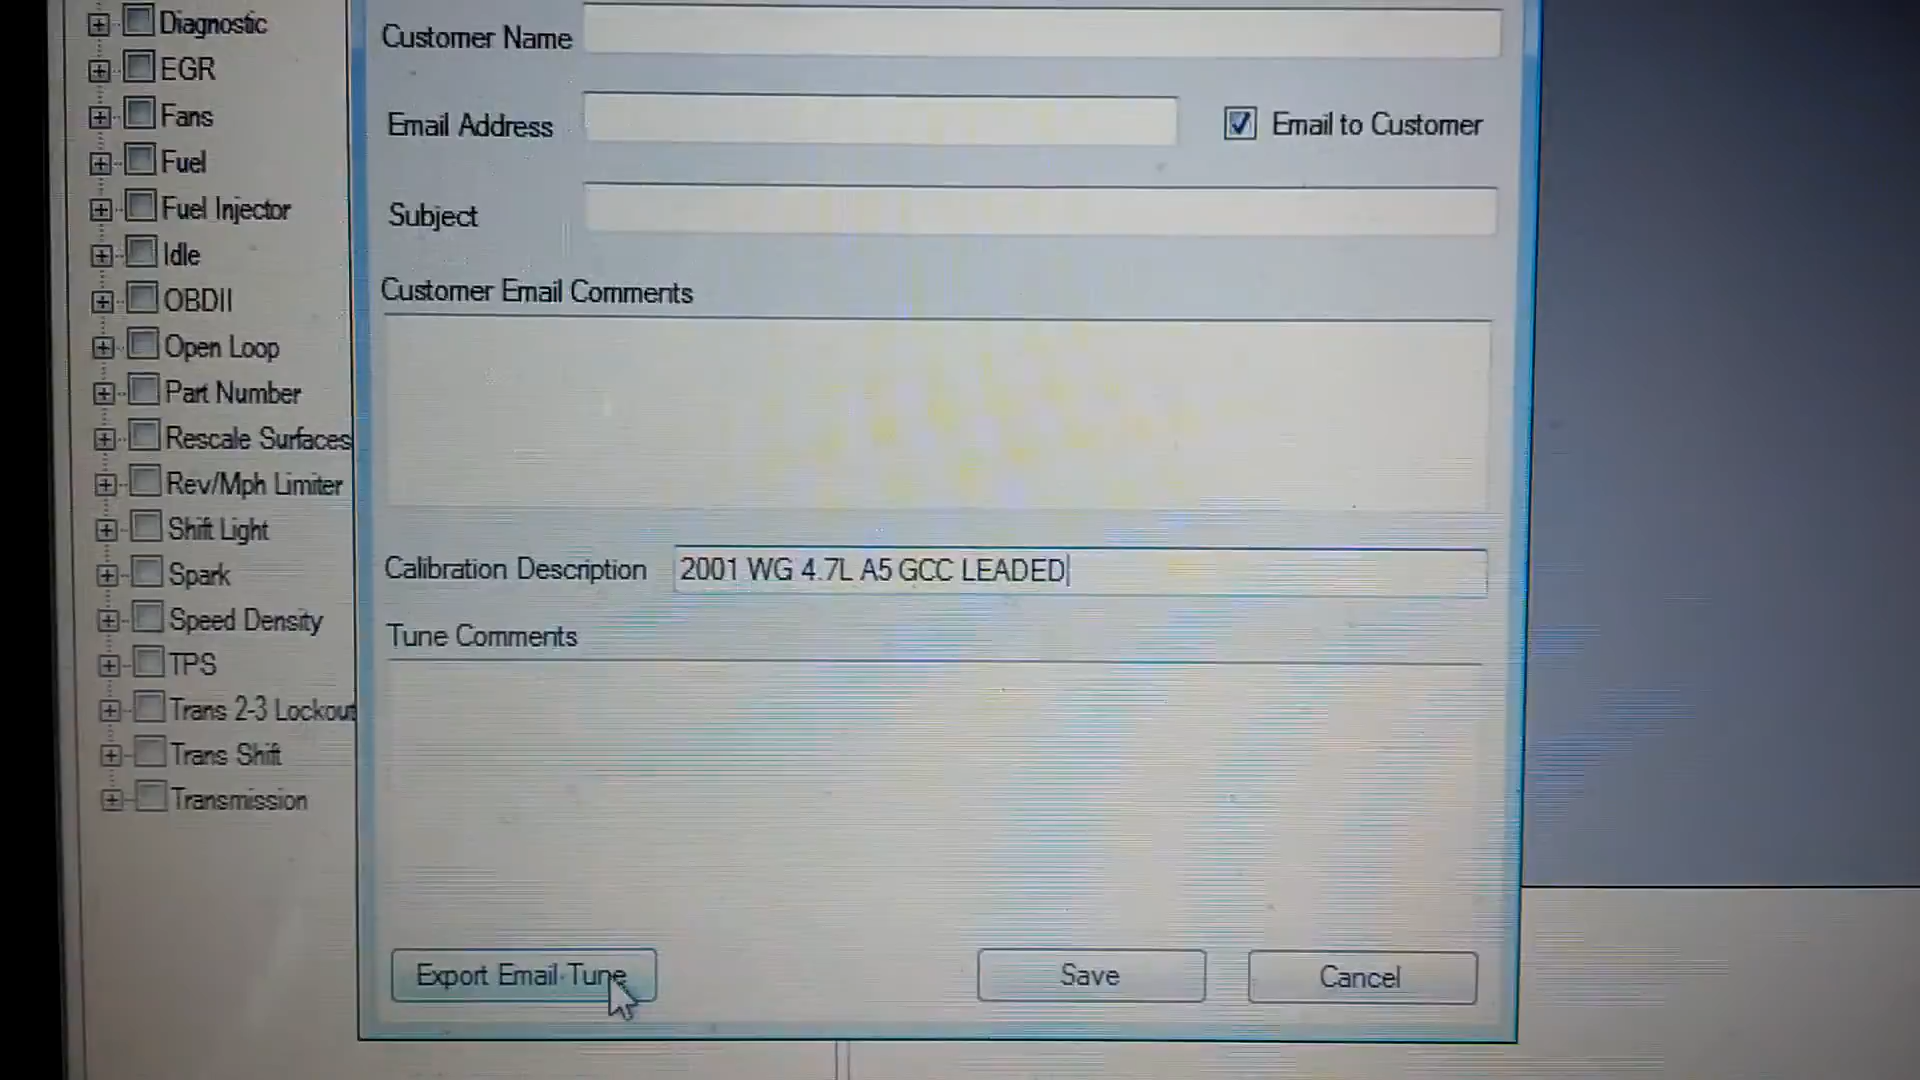 Diagnostic
EGR
Fans
Fuel
Fuel Injector
Idle
OBDII
Open Loop
Part Number
Rescale Surfaces
Rev/Mph Limiter
Shift Light
Spark
Speed Density
TPS
Trans 2-3 Lockout
Trans Shift
Transmission
Customer Name
Email Address
Email to Customer
Subject
Customer Email Comments
Calibration Description 2001 WG 4.7L A5 GCC LEADED
Tune Comments
Export Email Tune
Save
Cancel